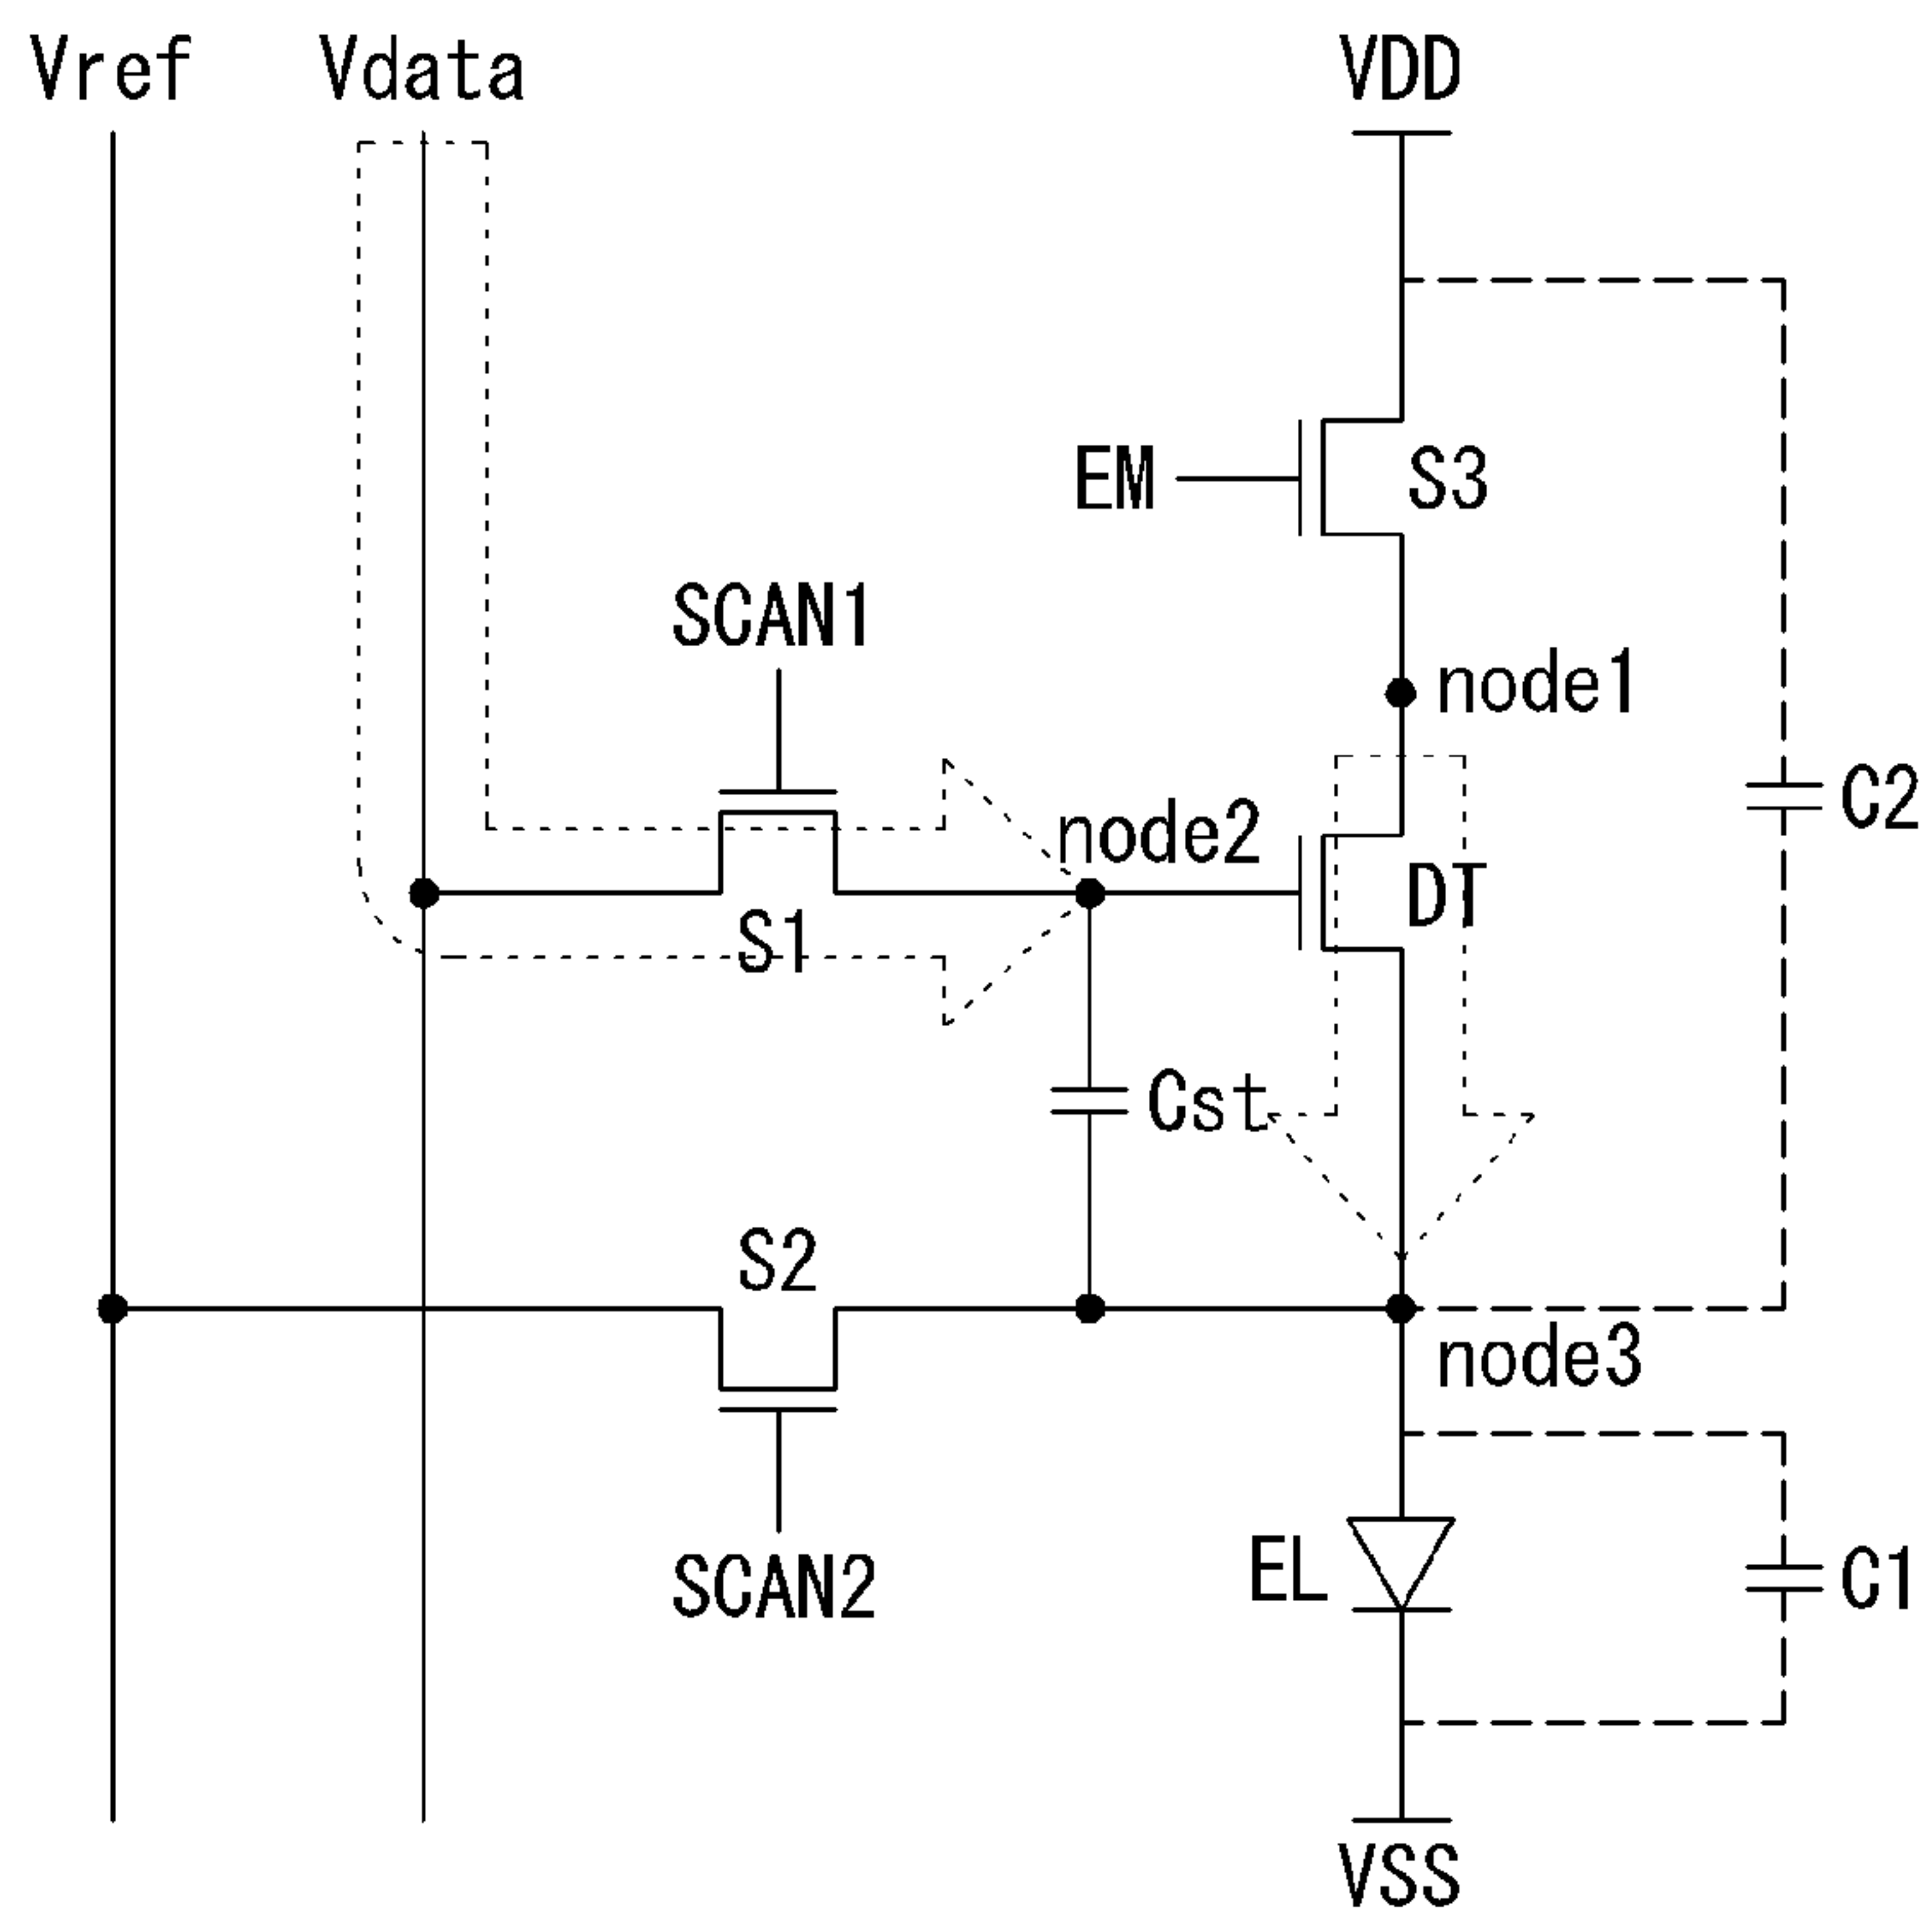 Vref Vdata VDD
EM S3
SCAN1
node1
node2 C2
DT
S1
Cst
S2
node3
EL C1
SCAN2
VSS